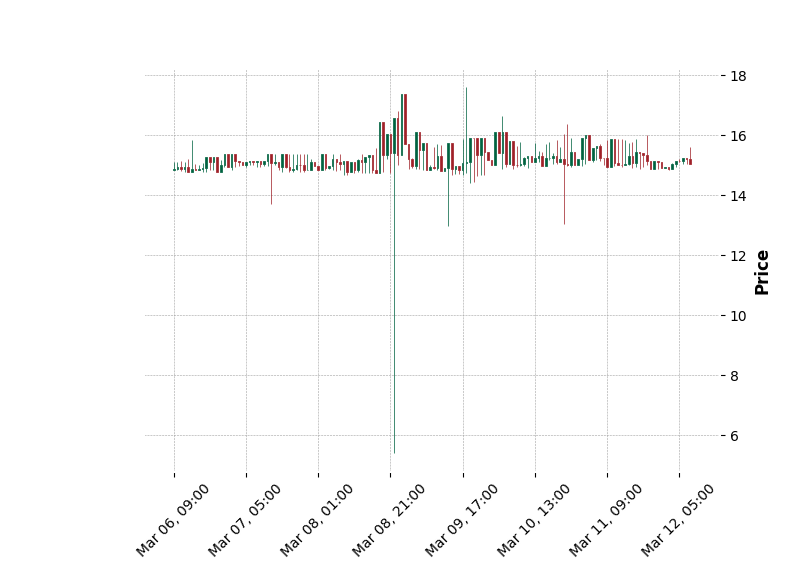 18
16
14
12
10
8
6
Price
Mar 06, 09:00
Mar 07, 05:00
Mar 08, 01:00
Mar 08, 21:00
Mar 09, 17:00
Mar 10, 13:00
Mar 11, 09:00
Mar 12, 05:00